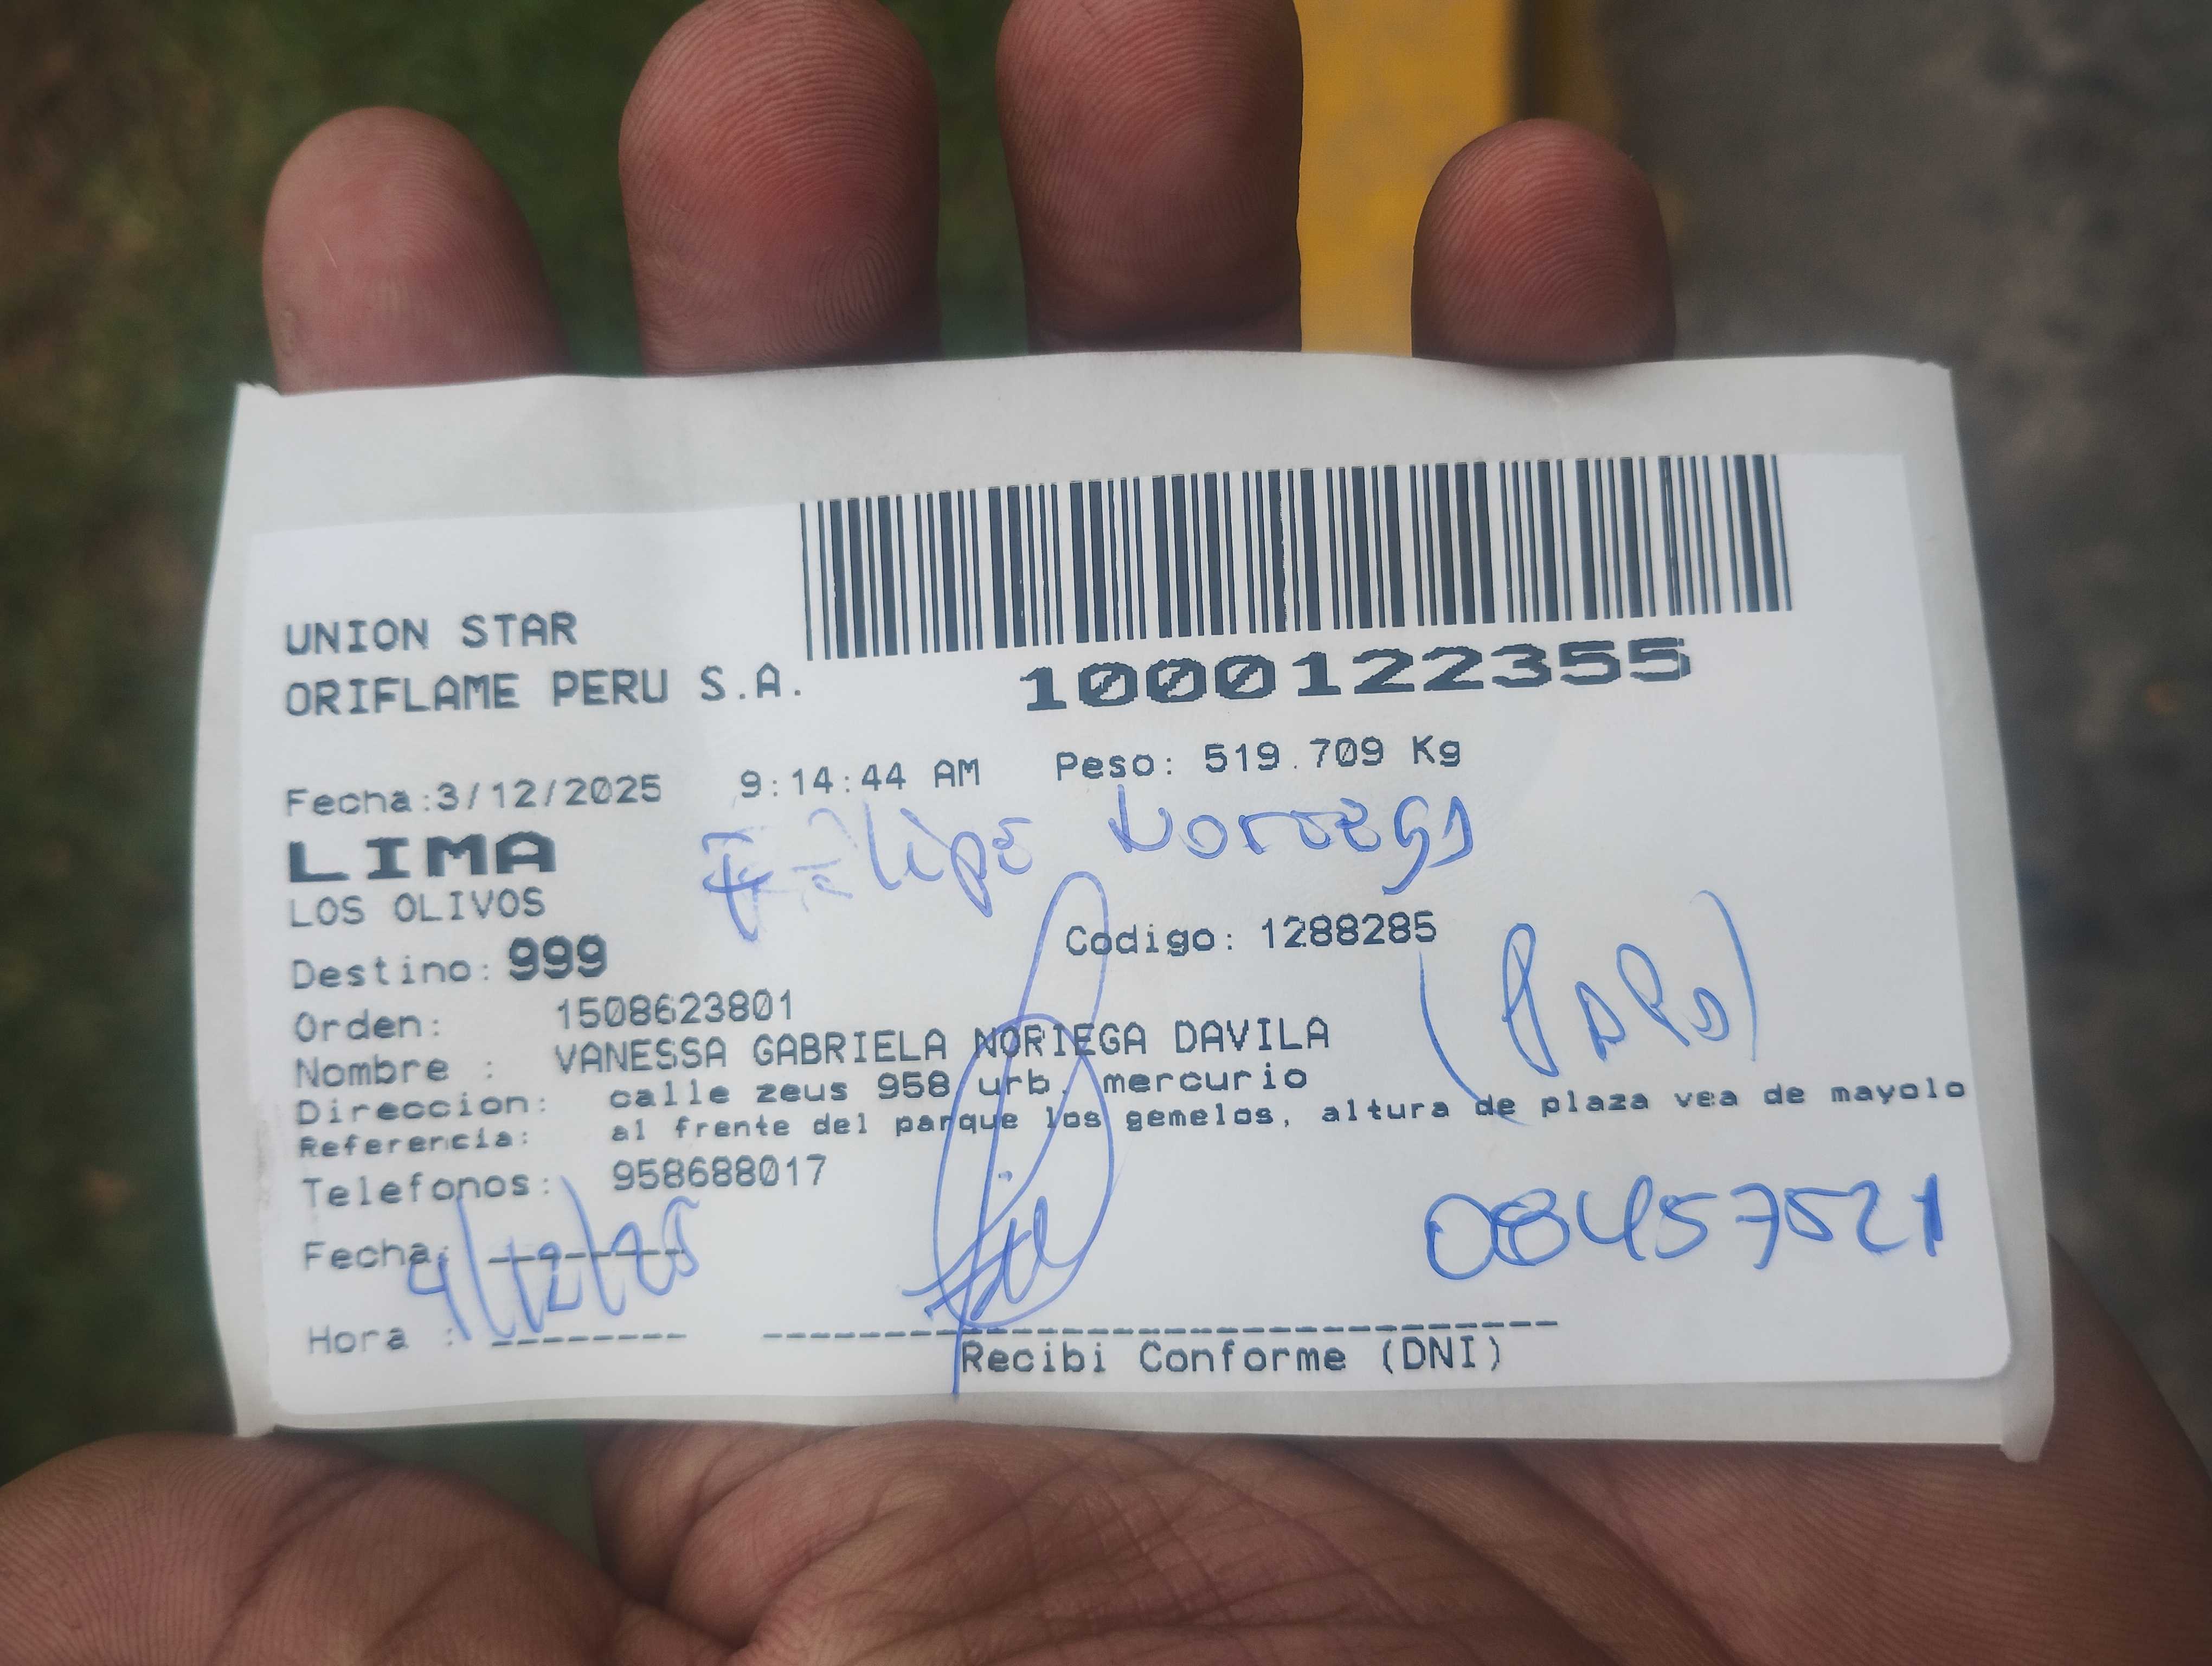 UNION STAR
ORIFLAME PERU S.A.
1000122355
Fecha:3/12/2025 9:14:44 AM Peso: 519.709 Kg
LIMA
Felipe Noriega
LOS OLIVOS
Destino: 999 Codigo: 1288285
(PAPA)
Orden: 1508623801
Nombre : VANESSA GABRIELA NORIEGA DAVILA
Direccion: calle zeus 958 urb. mercurio
Referencia: al frente del parque los gemelos, altura de plaza vea de mayolo
Telefonos: 958688017
08457521
Fecha: 4/12/25
Hora :
Recibi Conforme (DNI)